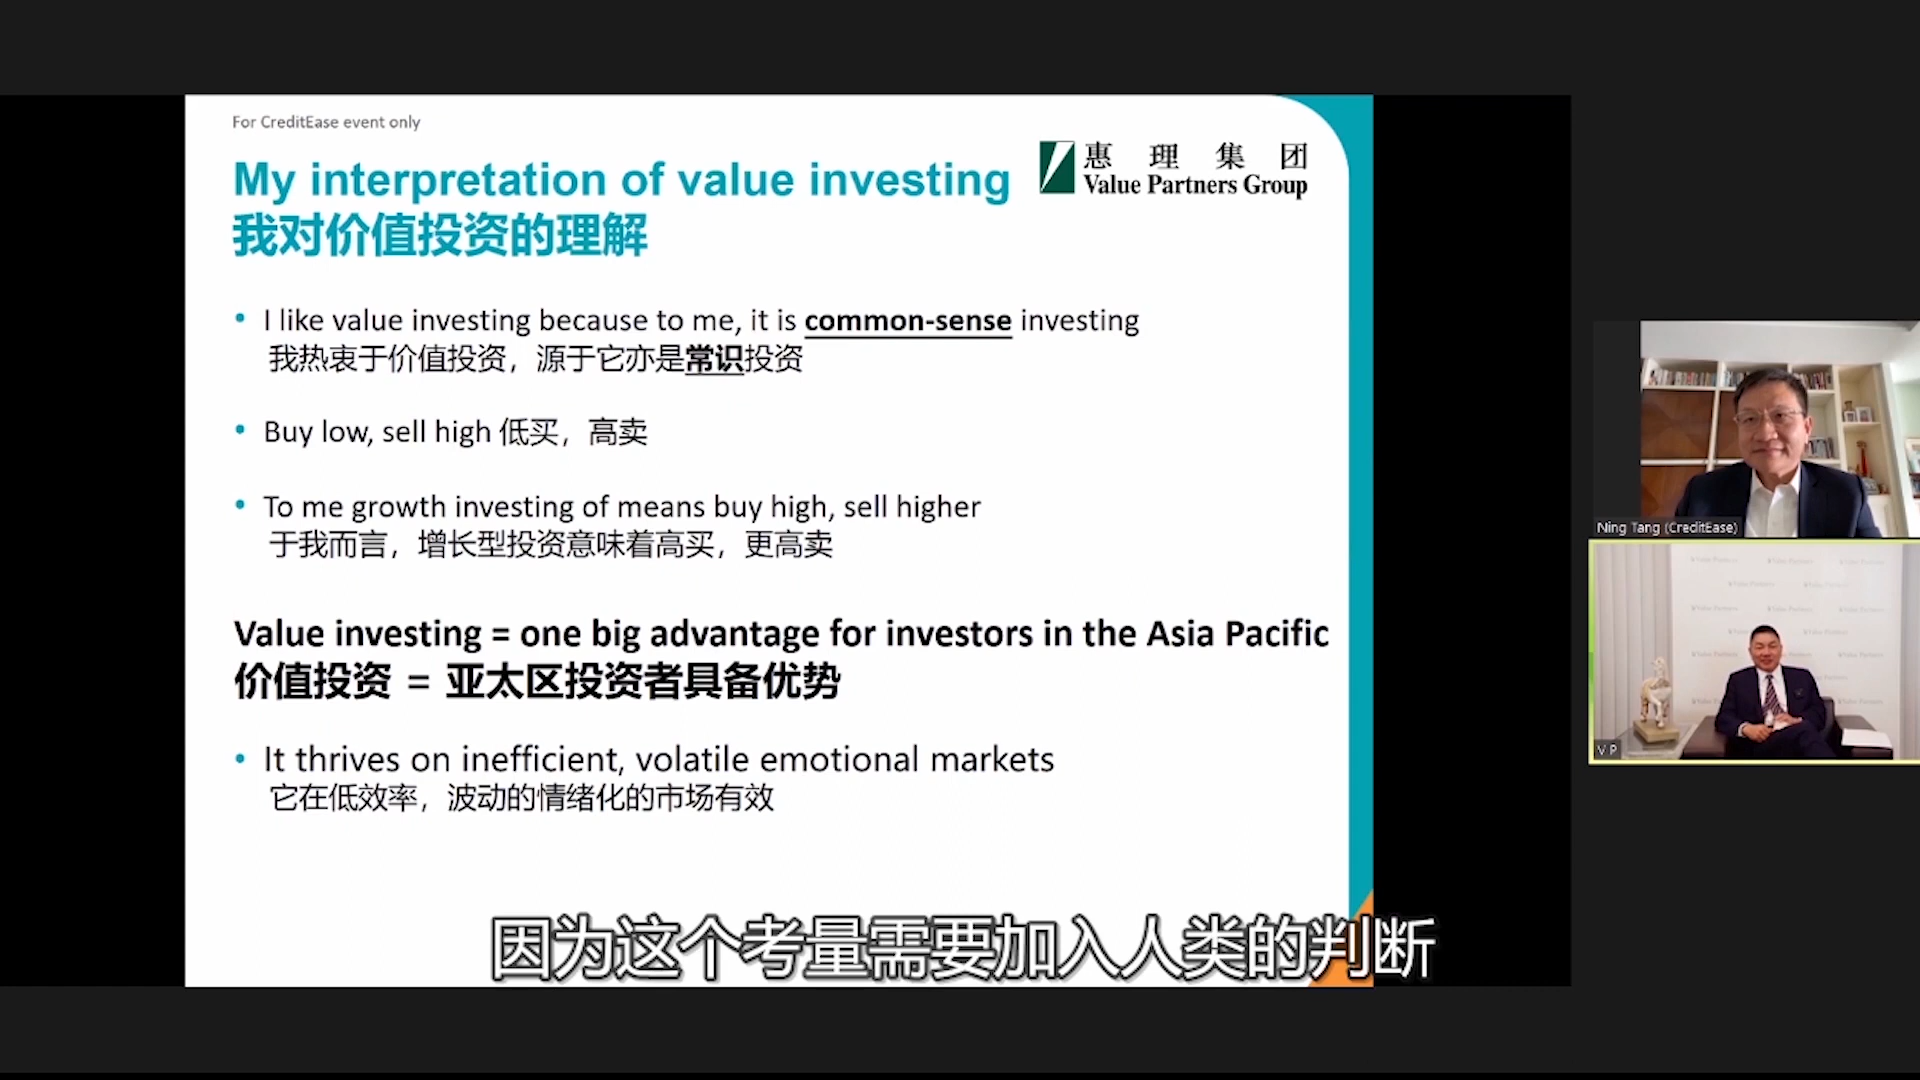 For CreditEase event only
My interpretation of value investing
我对价值投资的理解
惠 理 集 团
Value Partners Group
• I like value investing because to me, it is common-sense investing
我热衷于价值投资，源于它亦是常识投资
• Buy low, sell high 低买，高卖
• To me growth investing of means buy high, sell higher
于我而言，增长型投资意味着高买，更高卖
Value investing = one big advantage for investors in the Asia Pacific
价值投资 = 亚太区投资者具备优势
• It thrives on inefficient, volatile emotional markets
它在低效率，波动的情绪化的市场有效
因为这个考量需要加入人类的判断
Ning Tang (CreditEase)
V P